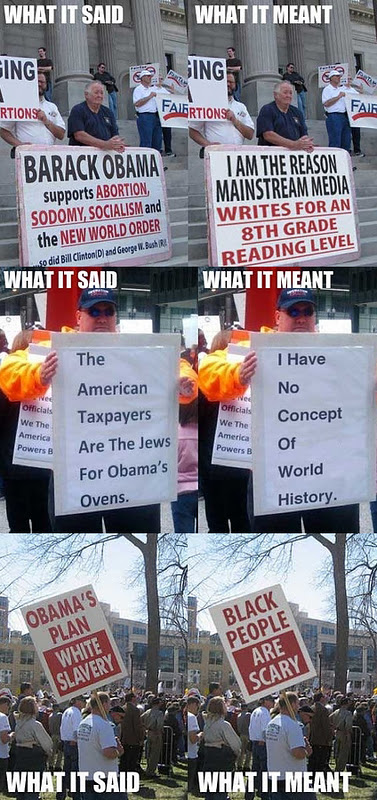 WHAT IT SAID
GING
RTIONS
FAIR
BARACK OBAMA
supports ABORTION,
SODOMY, SOCIALISM and
the NEW WORLD ORDER
so did Bill Clinton(D) and George W. Bush (R)
WHAT IT MEANT
GING
RTIONS
FAIR
I AM THE REASON
MAINSTREAM MEDIA
WRITES FOR AN
8TH GRADE
READING LEVEL
WHAT IT SAID
Officials
We The
America
Powers B
The
American
Taxpayers
Are The Jews
For Obama's
Ovens.
WHAT IT MEANT
Officials
We The
America
Powers B
I Have
No
Concept
Of
World
History.
OBAMA'S
PLAN
WHITE
SLAVERY
WHAT IT SAID
BLACK
PEOPLE
ARE
SCARY
WHAT IT MEANT